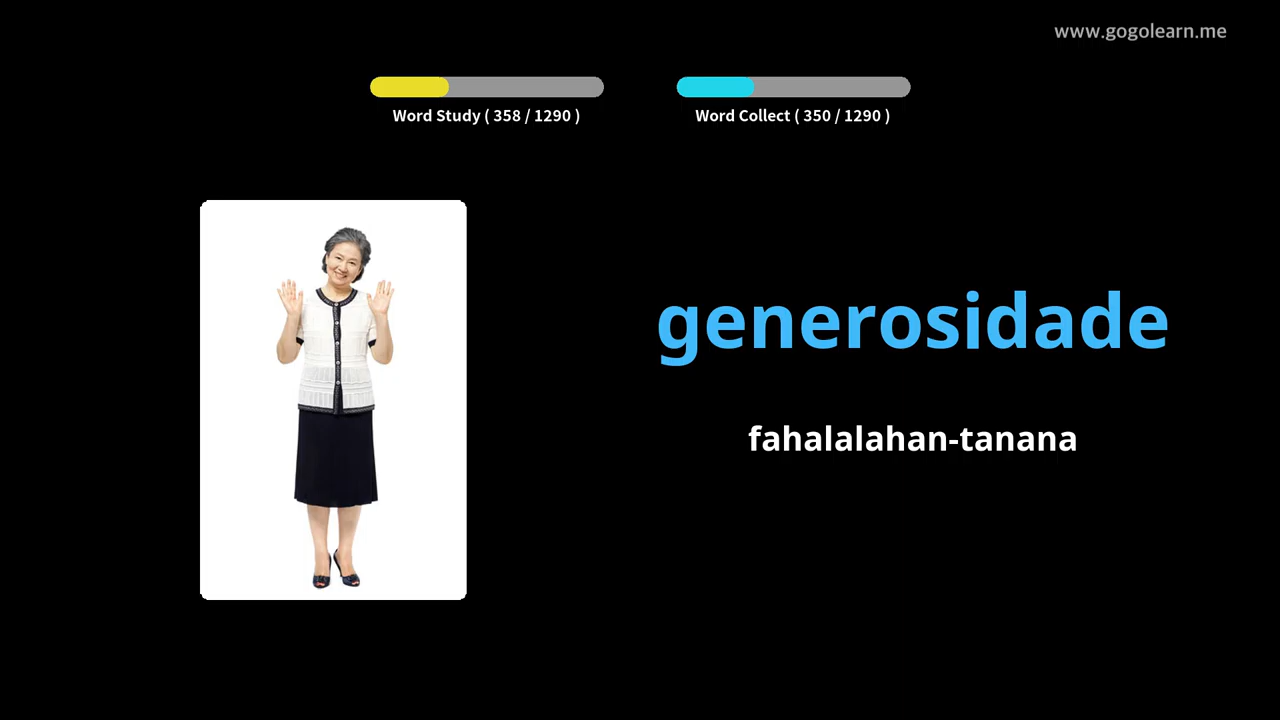 www.gogolearn.me
Word Study ( 358 / 1290 )
Word Collect ( 350 / 1290 )
generosidade
fahalalahan-tanana